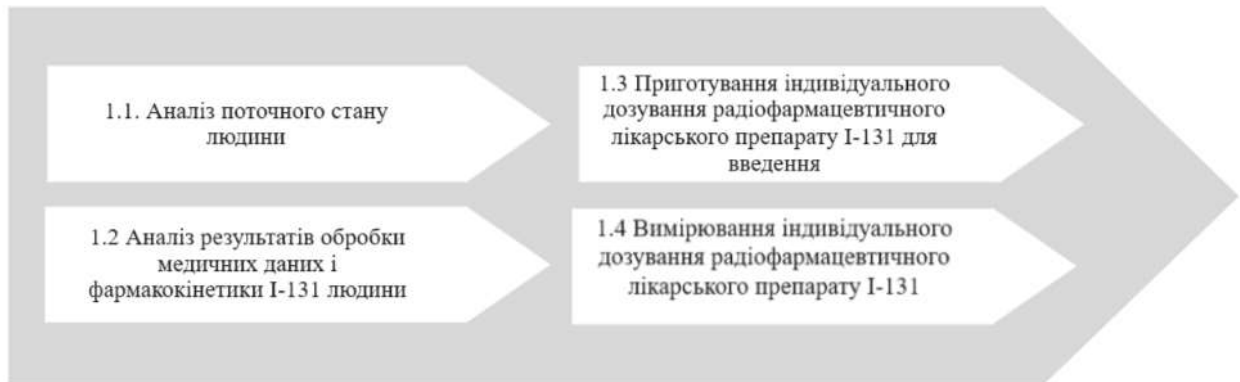 1.1. Аналіз поточного стану
людини
1.2 Аналіз результатів обробки
медичних даних і
фармакокінетики І-131 людини
1.3 Приготування індивідуального
дозування радіофармацевтичного
лікарського препарату І-131 для
введення
1.4 Вимірювання індивідуального
дозування радіофармацевтичного
лікарського препарату І-131